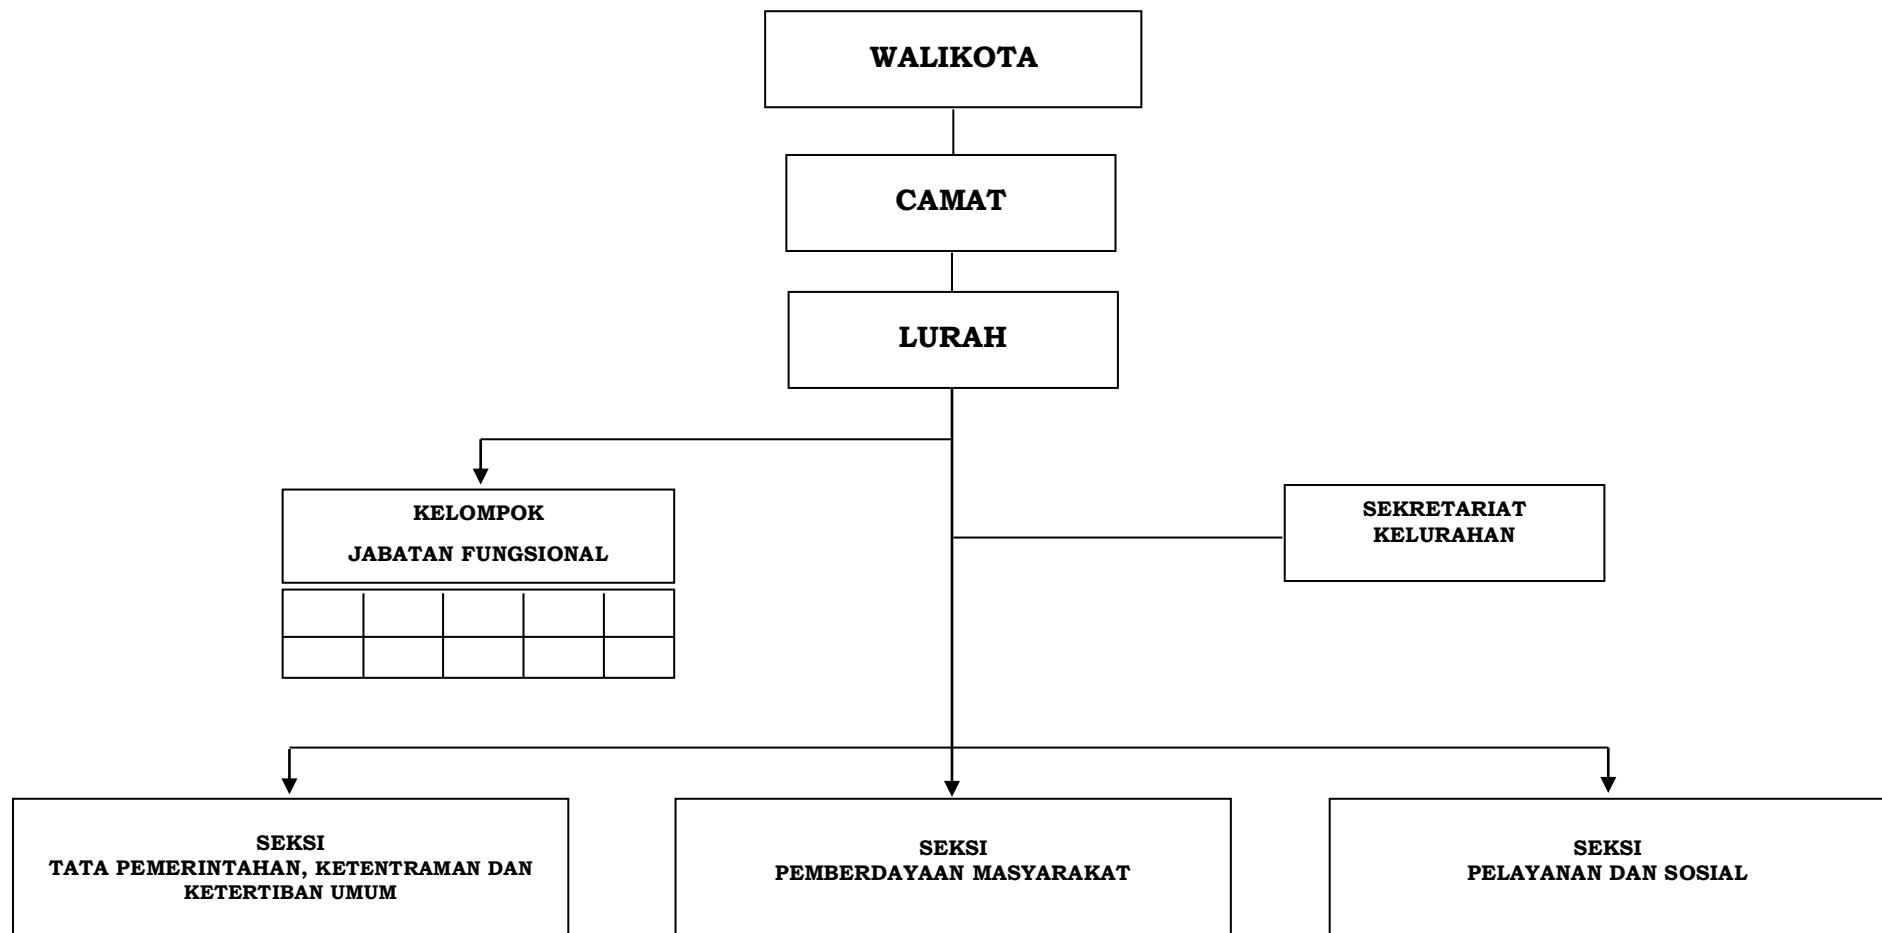 WALIKOTA
CAMAT
LURAH
KELOMPOK
JABATAN FUNGSIONAL
SEKRETARIAT
KELURAHAN
SEKSI
TATA PEMERINTAHAN, KETENTRAMAN DAN
KETERTIBAN UMUM
SEKSI
PEMBERDAYAAN MASYARAKAT
SEKSI
PELAYANAN DAN SOSIAL